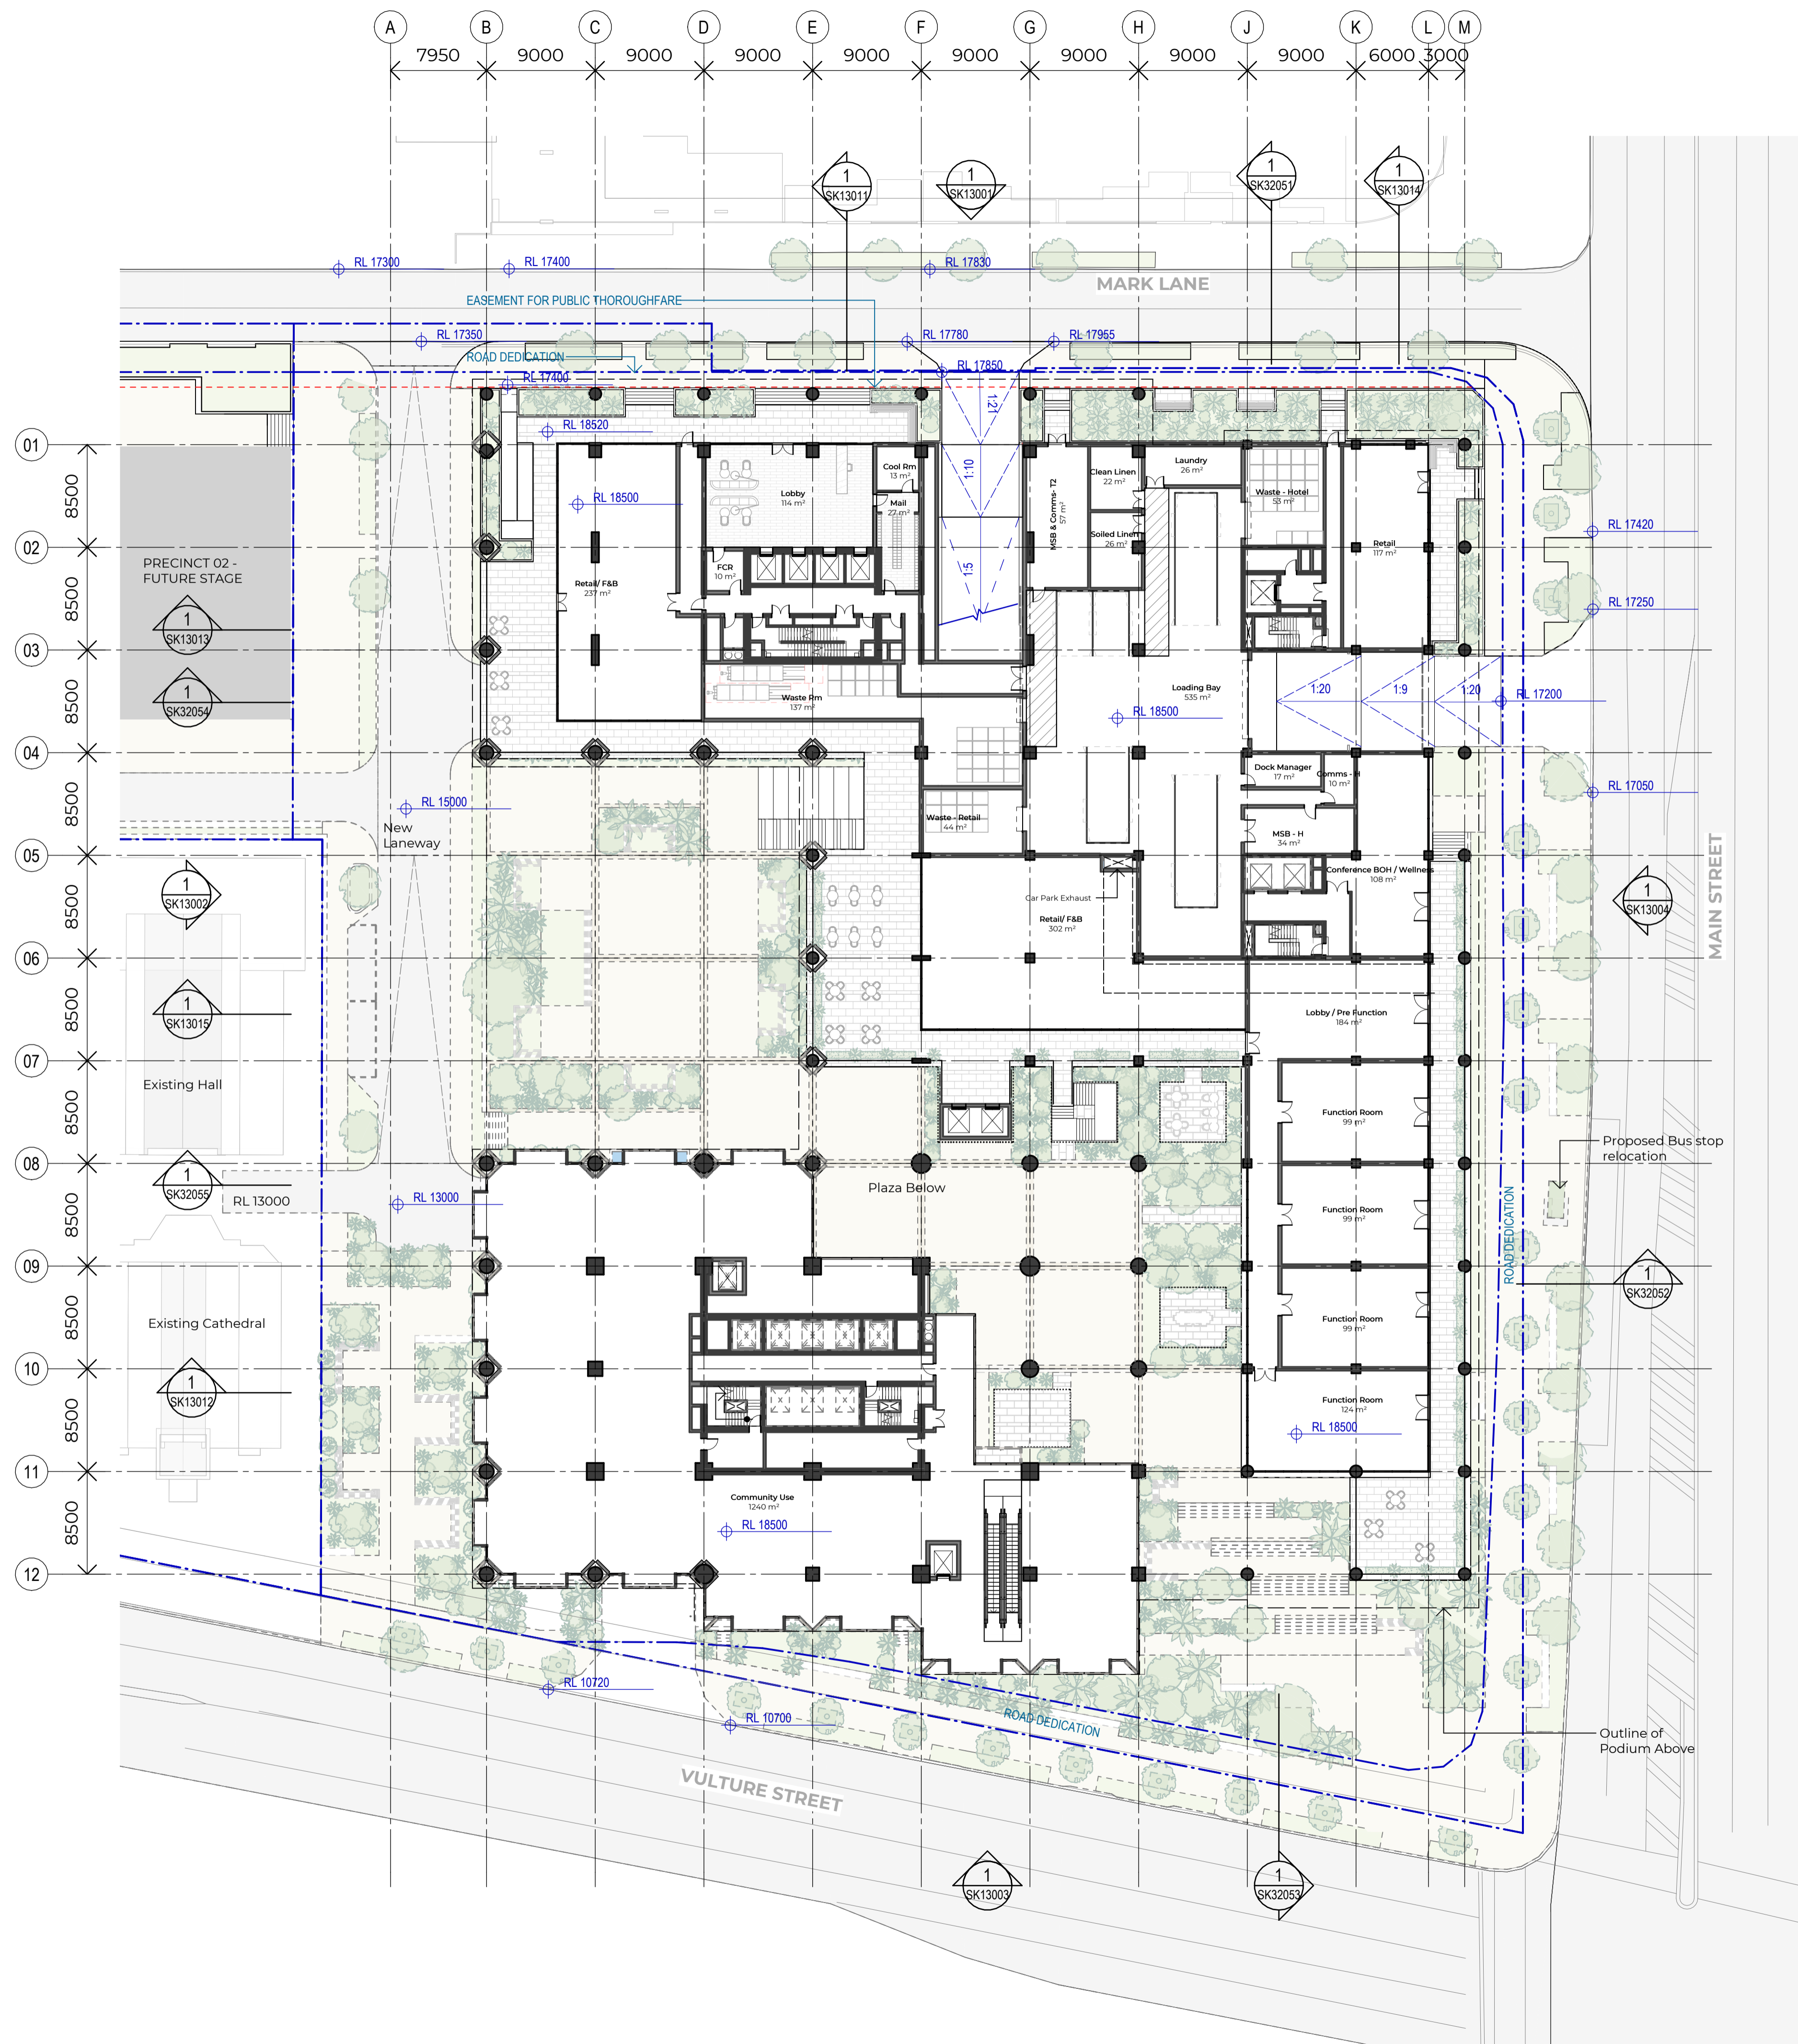 A B C D E F G H J K L M
7950 9000 9000 9000 9000 9000 9000 9000 9000 6000 3000
1
SK13011
1
SK13001
1
SK32051
1
SK13014
RL 17300
RL 17400
RL 17830
MARK LANE
EASEMENT FOR PUBLIC THOROUGHFARE
RL 17350
RL 17780
RL 17955
ROAD DEDICATION
RL 17850
RL 17400
1:21
RL 18520
01
8500
Cool Rm
13 m²
1:10
MSB & Comms- T2
57 m²
Clean Linen
22 m²
Laundry
26 m²
Lobby
114 m²
RL 18500
Mail
27 m²
Waste - Hotel
53 m²
RL 17420
02
Soiled Linen
26 m²
Retail
117 m²
PRECINCT 02 -
FUTURE STAGE
FCR
10 m²
Retail/ F&B
237 m²
1:5
8500
1
SK13013
RL 17250
03
8500
1
SK32054
Waste Rm
137 m²
Loading Bay
535 m²
RL 18500
1:20
1:9
1:20
RL 17200
04
8500
Dock Manager
17 m²
Comms - H
10 m²
RL 17050
RL 15000
New
Laneway
Waste - Retail
44 m²
MSB - H
34 m²
05
8500
1
SK13002
Conference BOH / Wellness
108 m²
Car Park Exhaust
Retail/ F&B
302 m²
1
SK13004
MAIN STREET
06
8500
1
SK13015
Lobby / Pre Function
184 m²
07
8500
Existing Hall
Function Room
99 m²
Proposed Bus stop
relocation
08
8500
1
SK32055
RL 13000
RL 13000
Plaza Below
Function Room
99 m²
ROAD DEDICATION
09
8500
1
SK32052
Existing Cathedral
Function Room
99 m²
10
8500
1
SK13012
Function Room
124 m²
RL 18500
11
8500
Community Use
1240 m²
RL 18500
12
RL 10720
RL 10700
ROAD DEDICATION
Outline of
Podium Above
VULTURE STREET
1
SK13003
1
SK32053